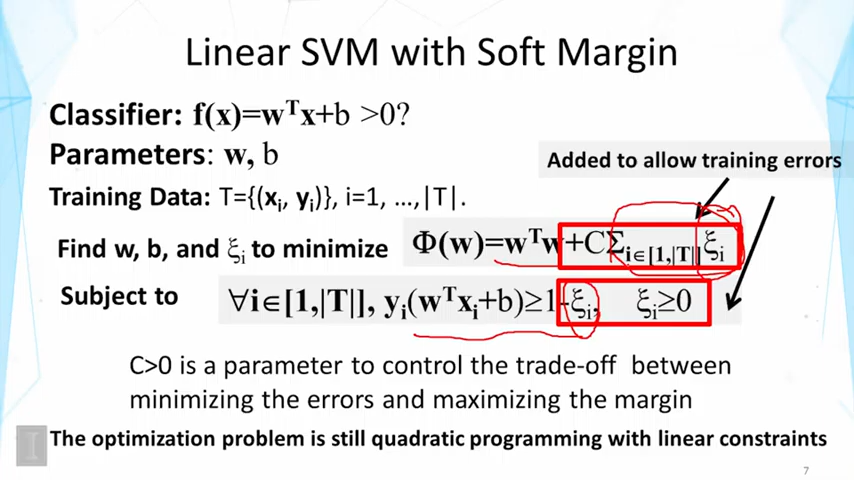 Linear SVM with Soft Margin
Classifier: f(x)=wᵀx+b >0?
Parameters: w, b
Added to allow training errors
Training Data: T={(xᵢ, yᵢ)}, i=1, …,|T|.
Find w, b, and ξᵢ to minimize Φ(w)=wᵀw+CΣi∈[1,|T|]ξᵢ
Subject to ∀i∈[1,|T|], yᵢ(wᵀxᵢ+b)≥1-ξᵢ, ξᵢ≥0
C>0 is a parameter to control the trade-off between
minimizing the errors and maximizing the margin
The optimization problem is still quadratic programming with linear constraints
7